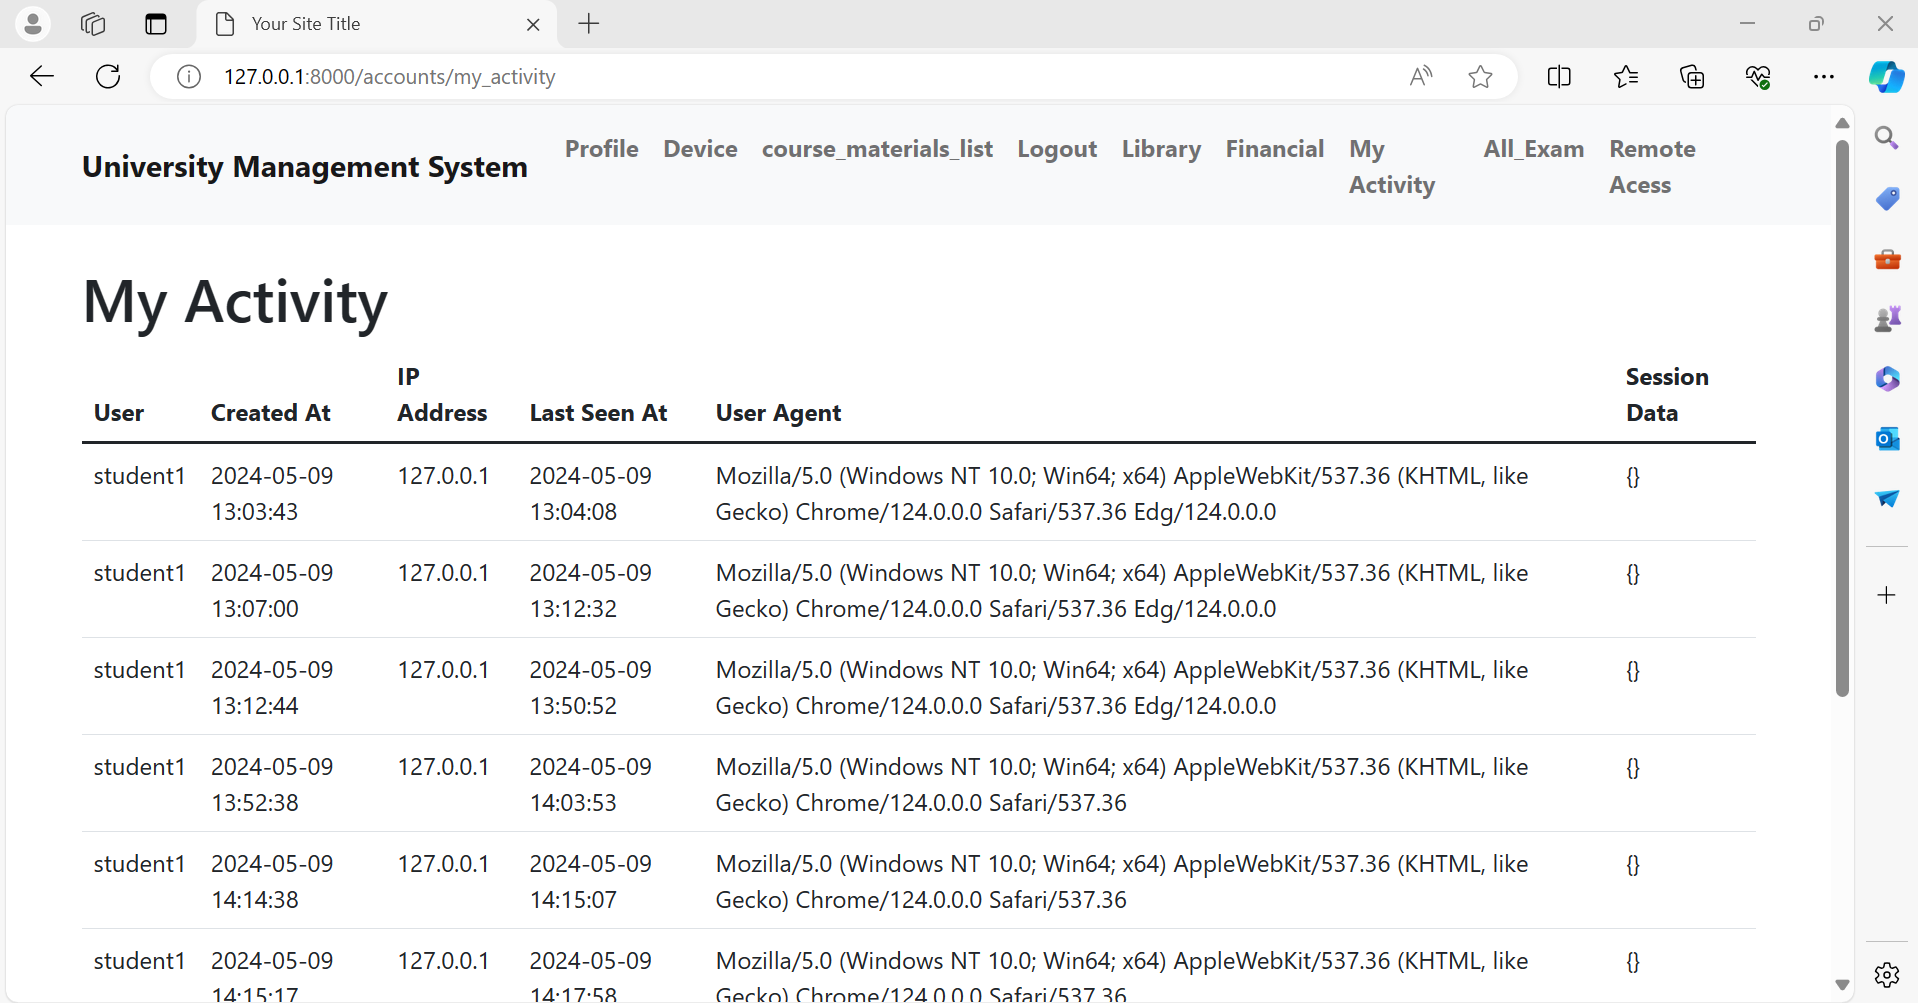 Your Site Title
127.0.0.1:8000/accounts/my_activity
University Management System Profile Device course_materials_list Logout Library Financial My Activity All_Exam Remote Acess
My Activity
User Created At IP Address Last Seen At User Agent Session Data
student1 2024-05-09 127.0.0.1 2024-05-09 Mozilla/5.0 (Windows NT 10.0; Win64; x64) AppleWebKit/537.36 (KHTML, like {}
13:03:43 13:04:08 Gecko) Chrome/124.0.0.0 Safari/537.36 Edg/124.0.0.0
student1 2024-05-09 127.0.0.1 2024-05-09 Mozilla/5.0 (Windows NT 10.0; Win64; x64) AppleWebKit/537.36 (KHTML, like {}
13:07:00 13:12:32 Gecko) Chrome/124.0.0.0 Safari/537.36 Edg/124.0.0.0
student1 2024-05-09 127.0.0.1 2024-05-09 Mozilla/5.0 (Windows NT 10.0; Win64; x64) AppleWebKit/537.36 (KHTML, like {}
13:12:44 13:50:52 Gecko) Chrome/124.0.0.0 Safari/537.36 Edg/124.0.0.0
student1 2024-05-09 127.0.0.1 2024-05-09 Mozilla/5.0 (Windows NT 10.0; Win64; x64) AppleWebKit/537.36 (KHTML, like {}
13:52:38 14:03:53 Gecko) Chrome/124.0.0.0 Safari/537.36
student1 2024-05-09 127.0.0.1 2024-05-09 Mozilla/5.0 (Windows NT 10.0; Win64; x64) AppleWebKit/537.36 (KHTML, like {}
14:14:38 14:15:07 Gecko) Chrome/124.0.0.0 Safari/537.36
student1 2024-05-09 127.0.0.1 2024-05-09 Mozilla/5.0 (Windows NT 10.0; Win64; x64) AppleWebKit/537.36 (KHTML, like {}
14:15:17 14:17:58 Gecko) Chrome/124.0.0.0 Safari/537.36